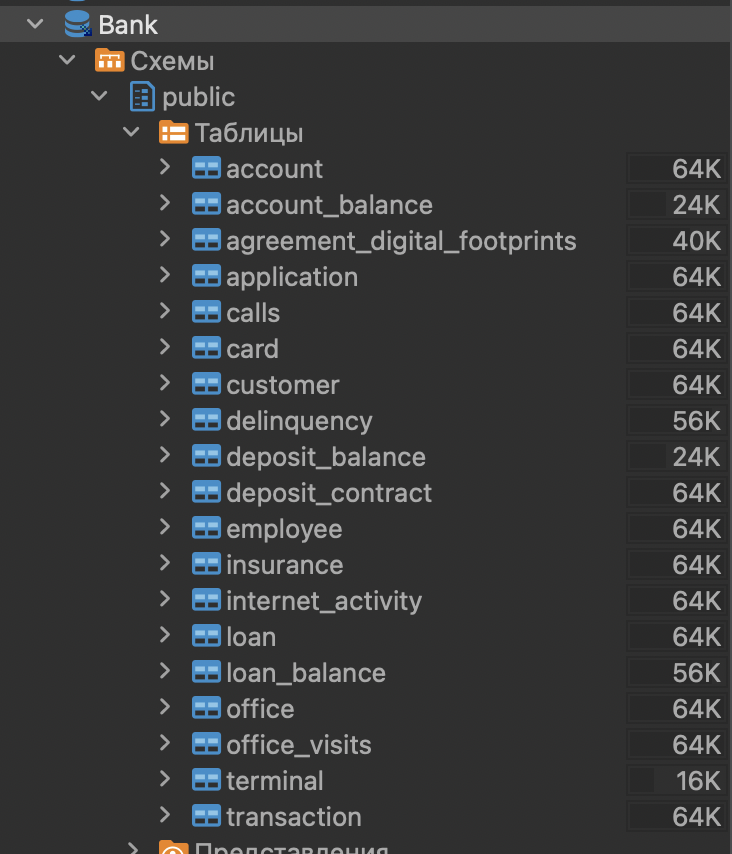 Bank
Схемы
public
Таблицы
account 64K
account_balance 24K
agreement_digital_footprints 40K
application 64K
calls 64K
card 64K
customer 64K
delinquency 56K
deposit_balance 24K
deposit_contract 64K
employee 64K
insurance 64K
internet_activity 64K
loan 64K
loan_balance 56K
office 64K
office_visits 64K
terminal 16K
transaction 64K
Представления